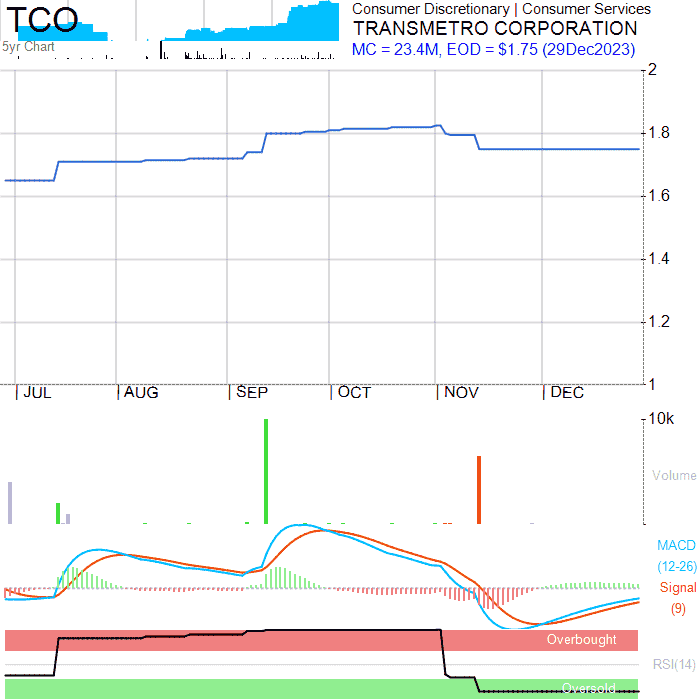 TCO
5yr Chart
Consumer Discretionary | Consumer Services
TRANSMETRO CORPORATION
MC = 23.4M, EOD = $1.75 (29Dec2023)
2
1.8
1.6
1.4
1.2
1
JUL AUG SEP OCT NOV DEC
10k
Volume
MACD
(12-26)
Signal
(9)
Overbought
RSI(14)
Oversold